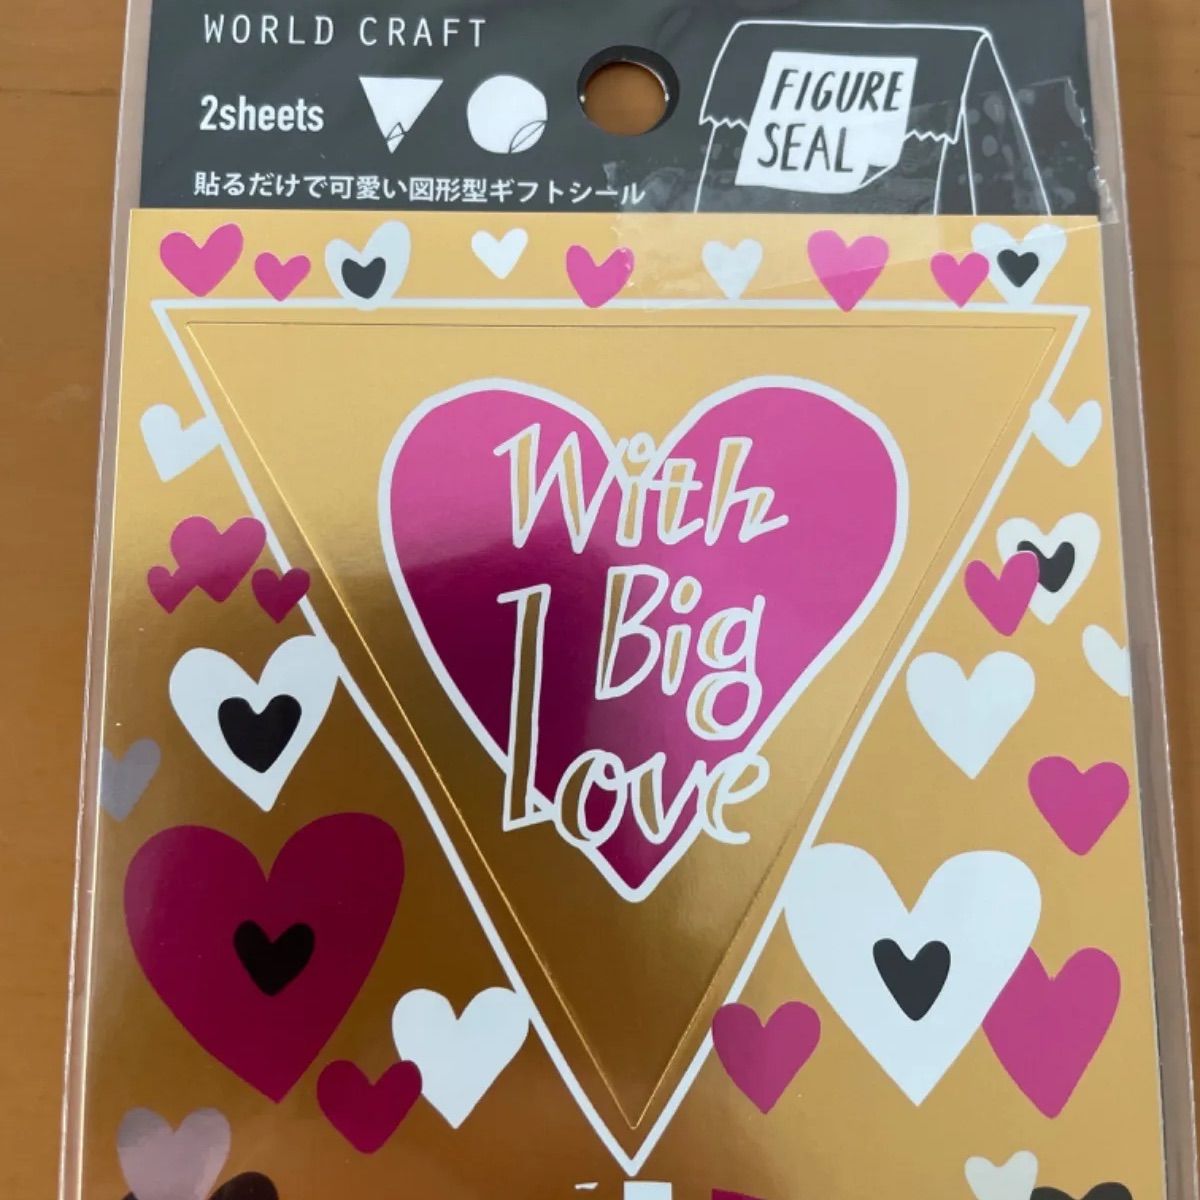 WORLD CRAFT
2sheets
FIGURE
SEAL
貼るだけで可愛い図形型ギフトシール
With
Big
Love